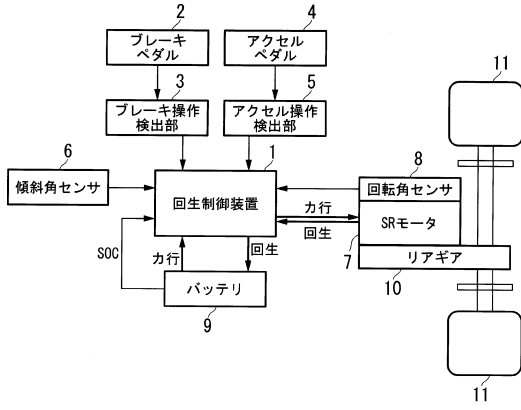 2
ブレーキ
ペダル
4
アクセル
ペダル
3
ブレーキ操作
検出部
5
アクセル操作
検出部
11
6
傾斜角センサ
1
回生制御装置
8
回転角センサ
力行
回生
SRモータ
7
リアギア
10
SOC
力行
回生
バッテリ
9
11